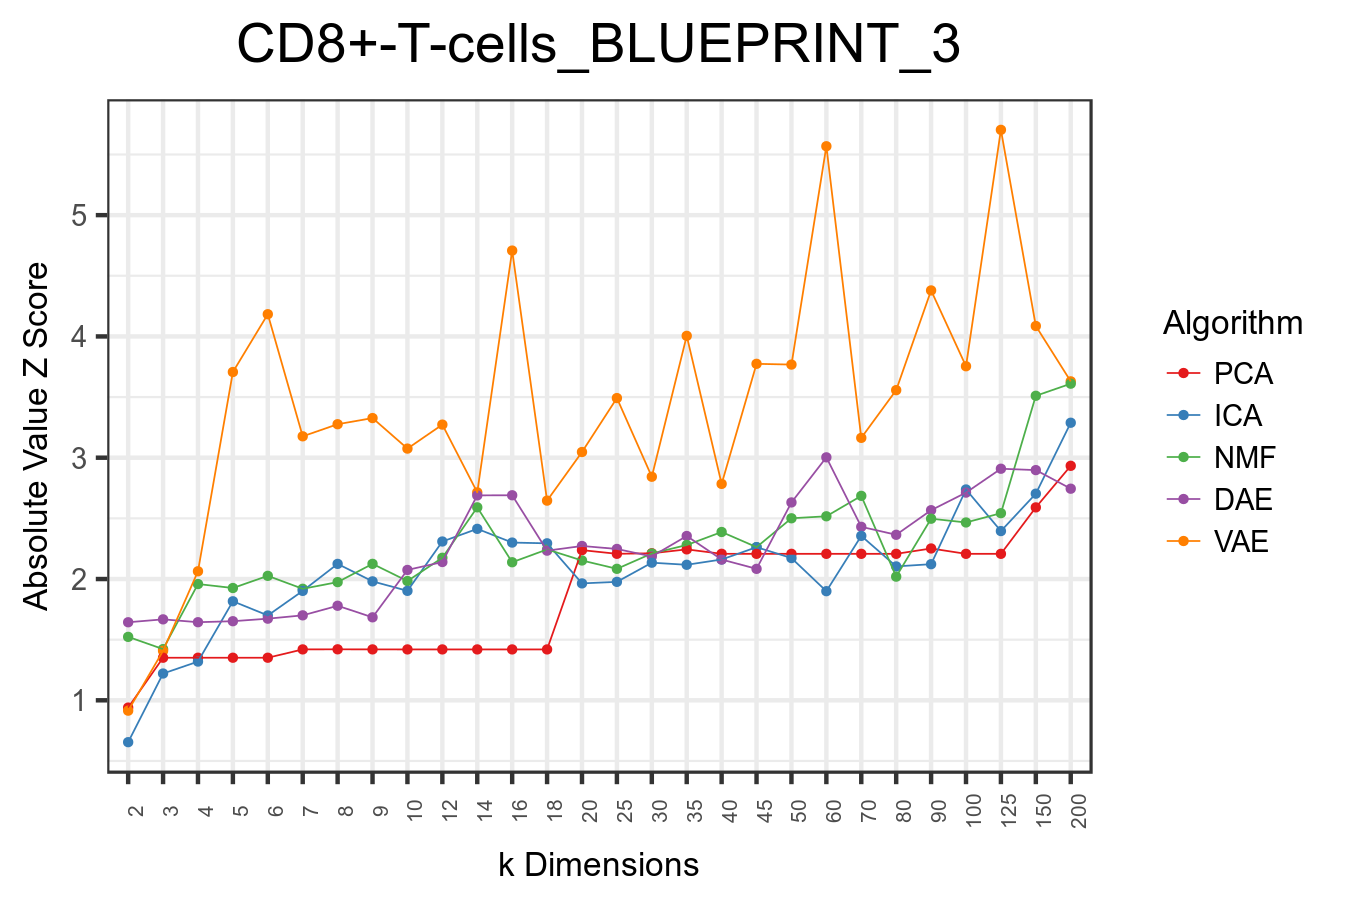 CD8+-T-cells_BLUEPRINT_3
Absolute Value Z Score
5
4
3
2
1
2 3 4 5 6 7 8 9 10 12 14 16 18 20 25 30 35 40 45 50 60 70 80 90 100 125 150 200
k Dimensions
Algorithm
PCA
ICA
NMF
DAE
VAE